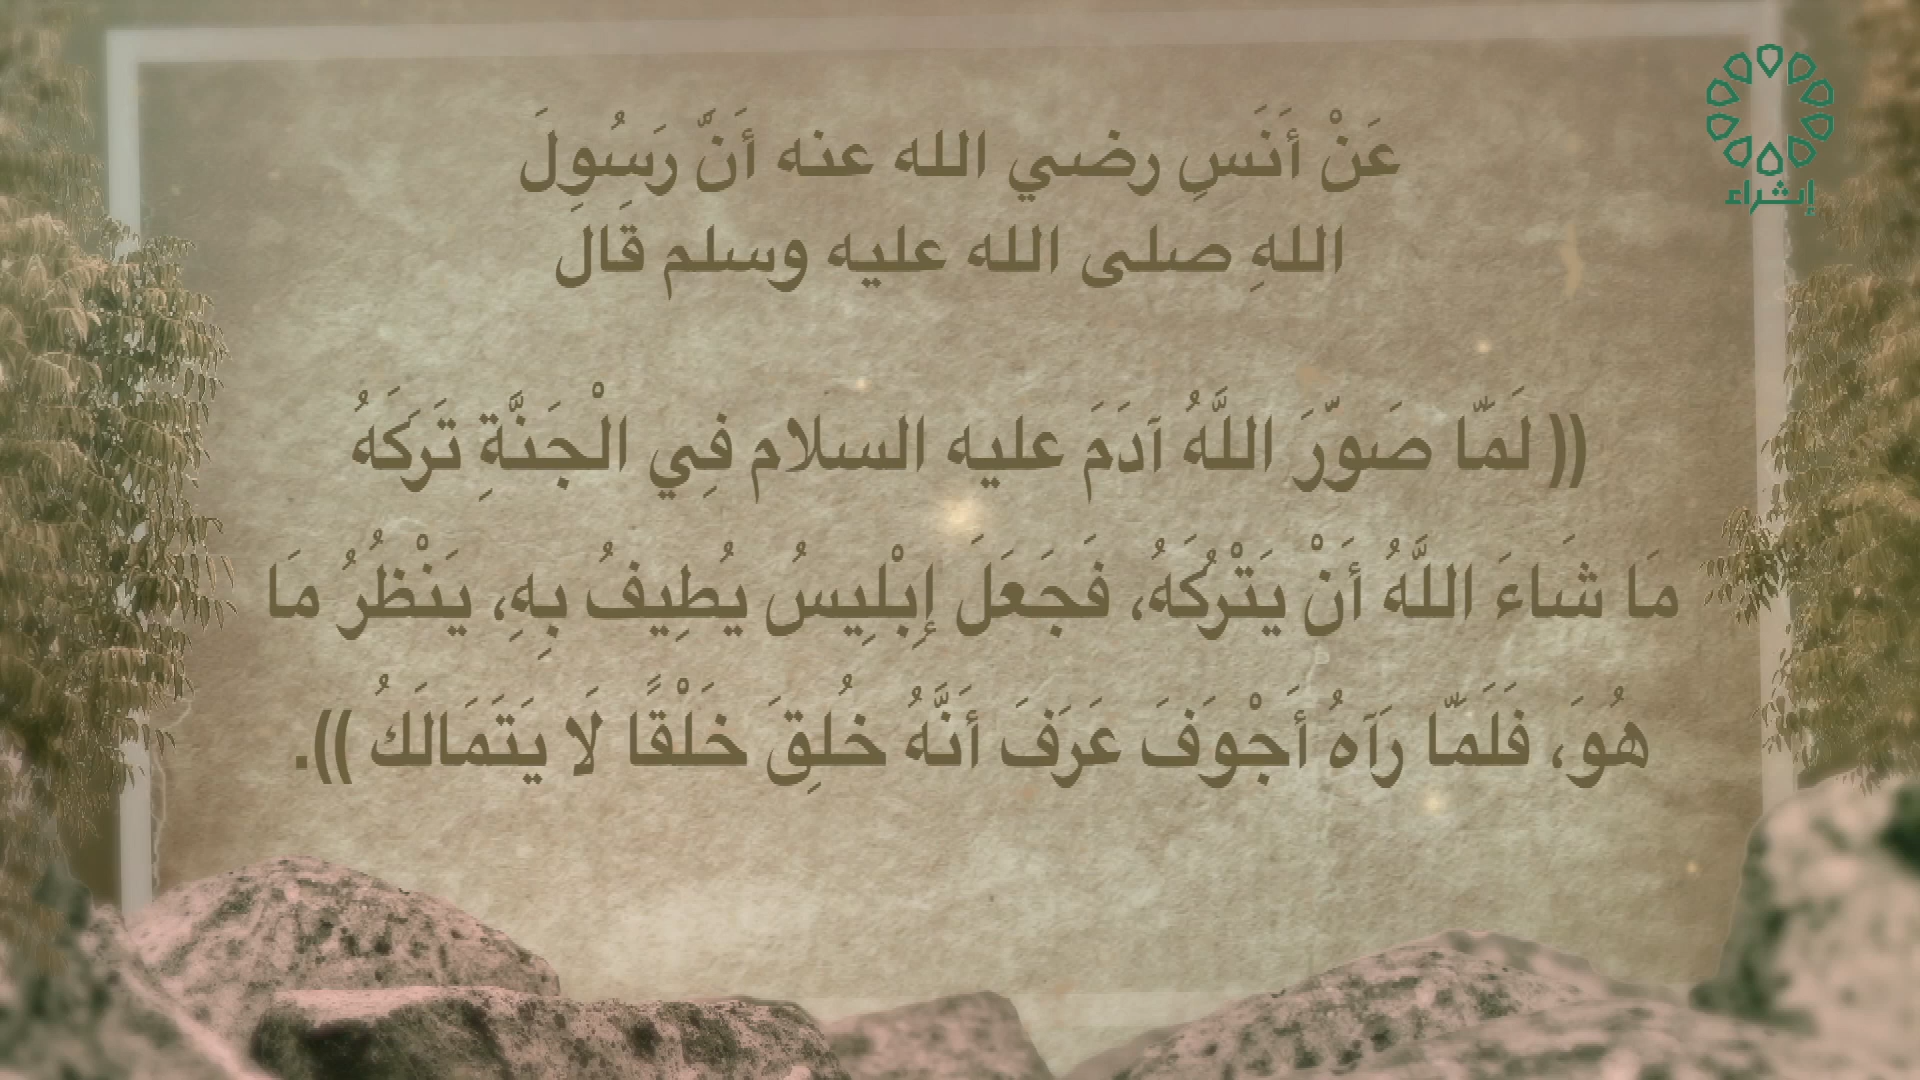 إثراء
عَنْ أَنَسِ رضي الله عنه أَنَّ رَسُولَ
اللهِ صلى الله عليه وسلم قَالَ
(( لَمَّا صَوَّرَ اللَّهُ آدَمَ عليه السلام فِي الْجَنَّةِ تَرَكَهُ
مَا شَاءَ اللَّهُ أَنْ يَتْرُكَهُ، فَجَعَلَ إِبْلِيسُ يُطِيفُ بِهِ، يَنْظُرُ مَا
هُوَ، فَلَمَّا رَآهُ أَجْوَفَ عَرَفَ أَنَّهُ خُلِقَ خَلْقًا لَا يَتَمَالَكُ )).